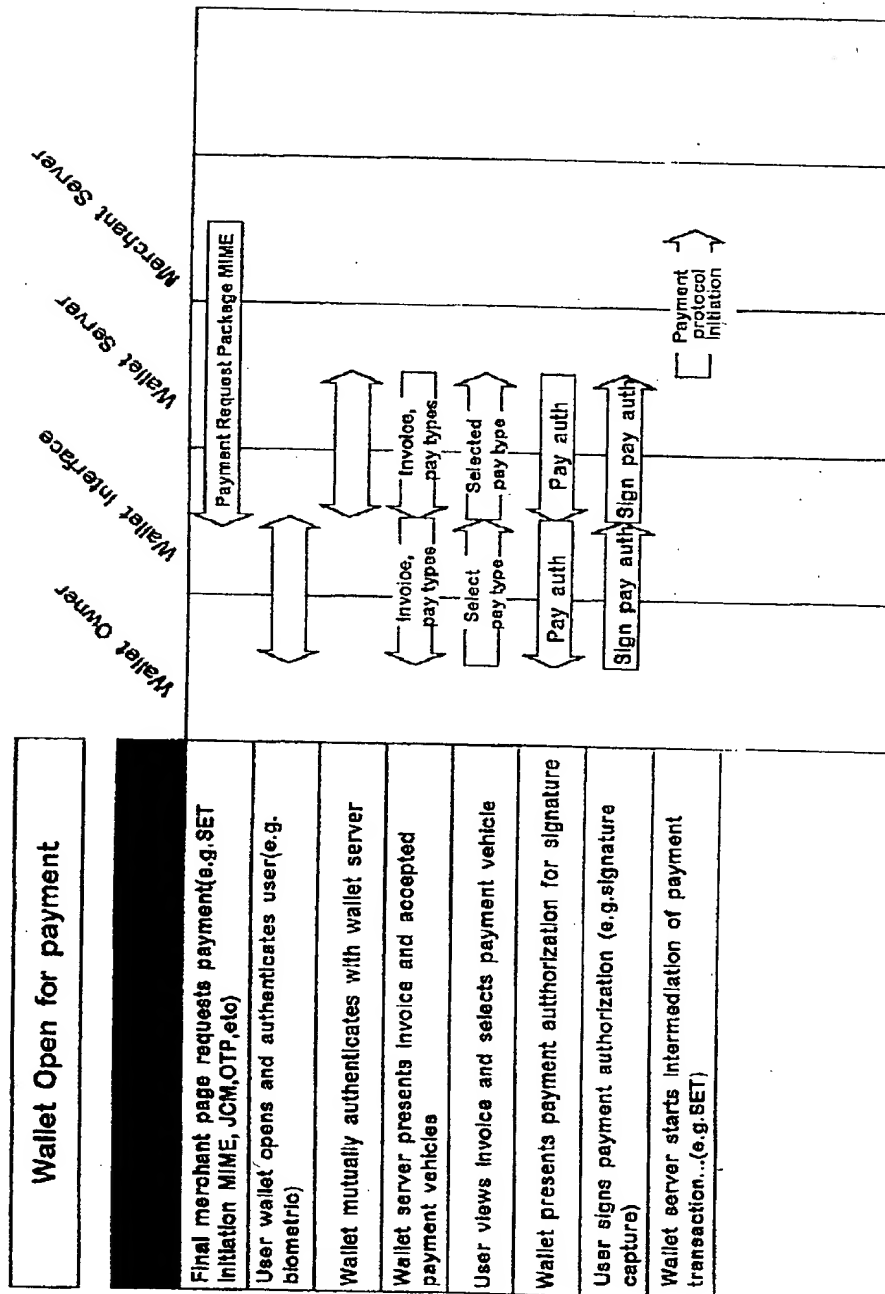 Wallet Open for payment
Wallet Owner
Wallet Interface
Wallet Server
Merchant Server
Final merchant page requests payment(e.g.SET
Initiation MIME, JCM,OTP,etc)
Payment Request Package MIME
User wallet opens and authenticates user(e.g.
biometric)
Wallet mutually authenticates with wallet server
Wallet server presents Invoice and accepted
payment vehicles
Invoice,
pay types
Invoice,
pay types
User views Invoice and selects payment vehicle
Select
pay type
Selected
pay type
Wallet presents payment autthorization for signature
Pay auth
Pay auth
User signs payment authorization (e.g.signature
capture)
Sign pay auth
Sign pay auth
Wallet server starts Intermediation of payment
transaction...(e.g.SET)
Payment
protocol
Initiation